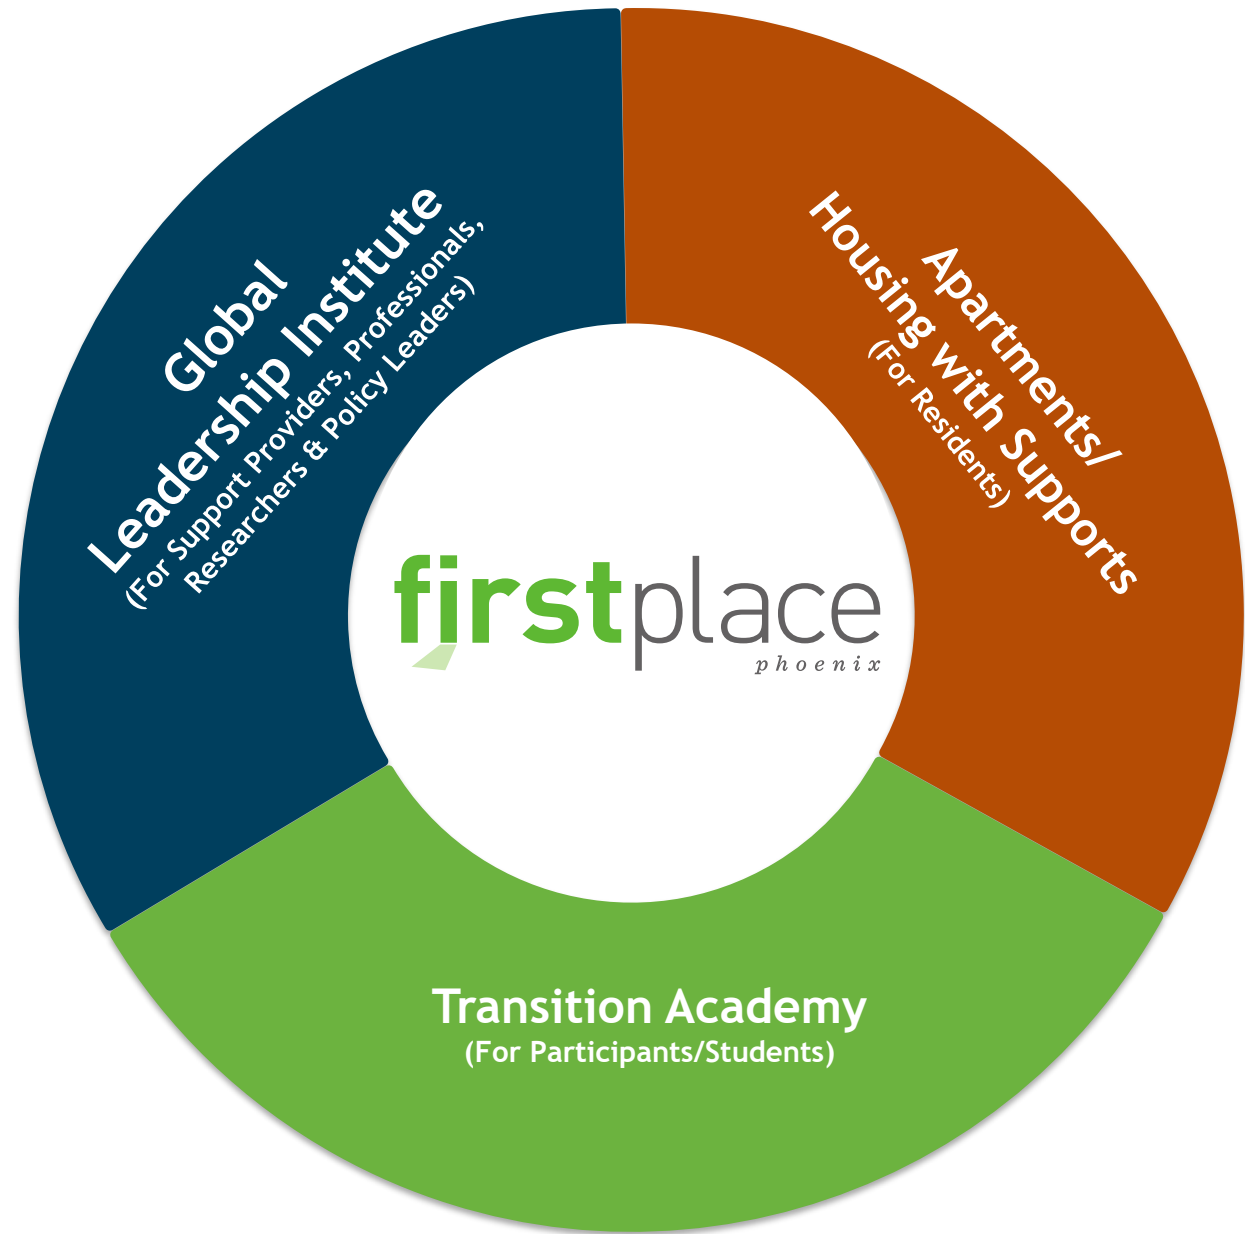 Global
Leadership Institute
(For Support Providers, Professionals,
Researchers & Policy Leaders)
Apartments/
Housing with Supports
(For Residents)
firstplace
phoenix
Transition Academy
(For Participants/Students)